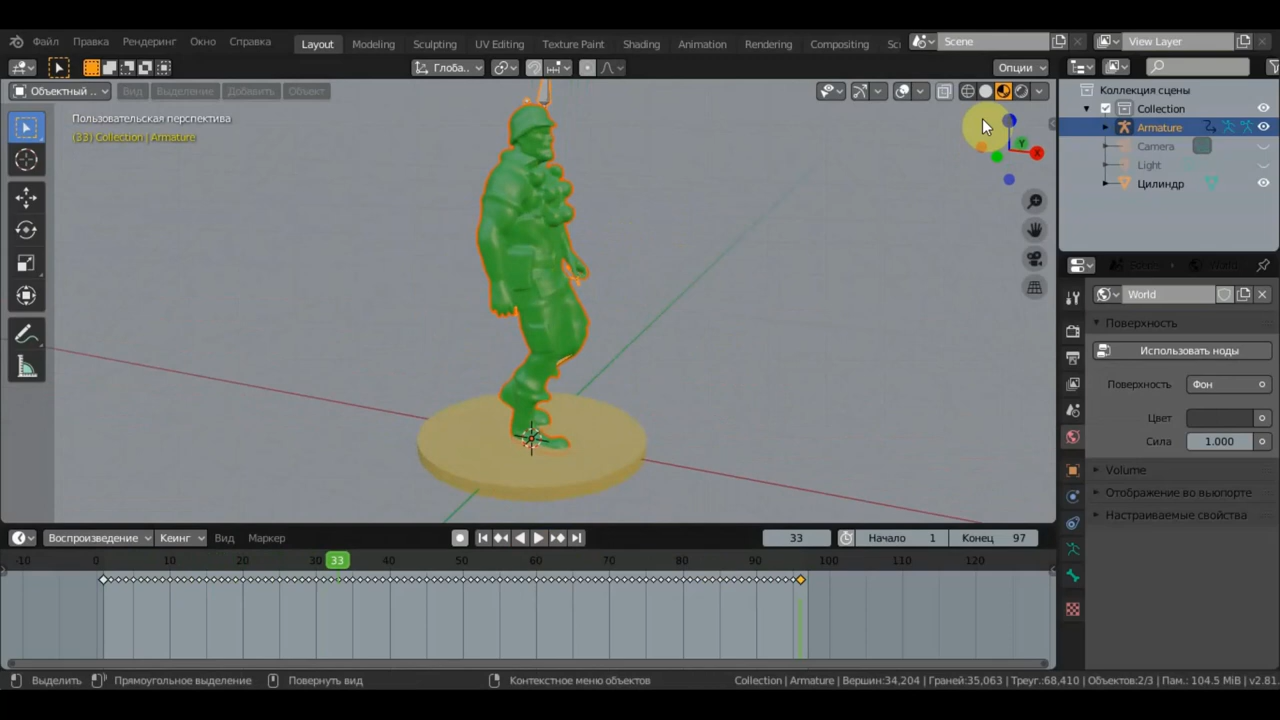 Файл Правка Рендеринг Окно Справка Layout Modeling Sculpting UV Editing Texture Paint Shading Animation Rendering Compositing Sc Scene View Layer
Глоба... Опции
Объектный .. Вид Выделение Добавить Объект
Пользовательская перспектива
(33) Collection | Armature
X
Y
Коллекция сцены
Collection
Armature
Camera
Light
Цилиндр
World
Поверхность
Использовать ноды
Поверхность Фон
Цвет
Сила 1.000
Volume
Отображение во вьюпорте
Настраиваемые свойства
Воспроизведение Кеинг Вид Маркер 33 Начало 1 Конец 97
-10 0 10 20 30 33 40 50 60 70 80 90 100 110 120
Выделить Прямоугольное выделение Повернуть вид Контекстное меню объектов Collection | Armature | Вершин:34,204 | Граней:35,063 | Треуг.:68,410 | Объектов:2/3 | Пам.: 104.5 MiB | v2.81.